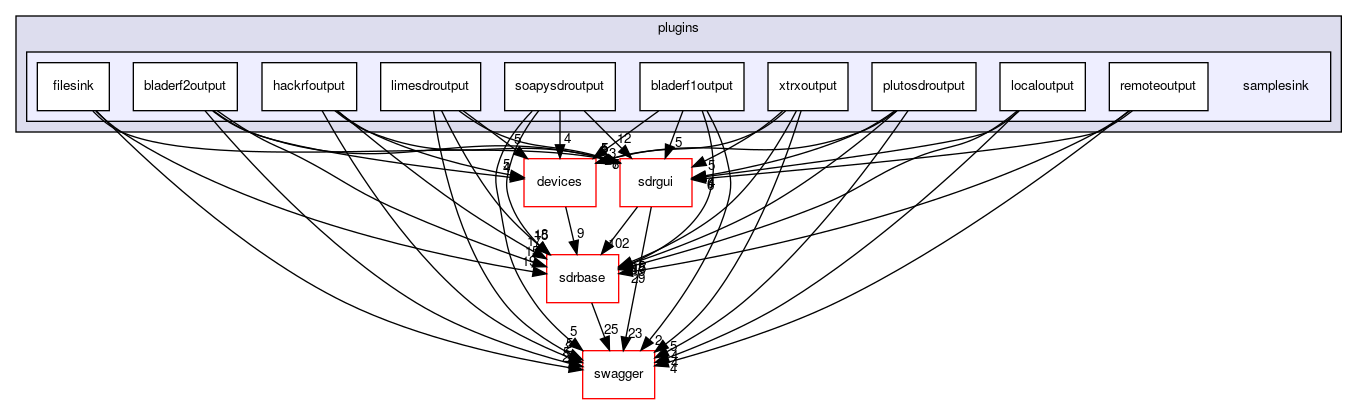 plugins
filesink
bladerf2output
hackrfoutput
limesdroutput
soapysdroutput
bladerf1output
xtrxoutput
plutosdroutput
localoutput
remoteoutput
samplesink
5
4
12
5
5
devices
sdrgui
9
102
sdrbase
29
25
23
2
5
5
4
swagger